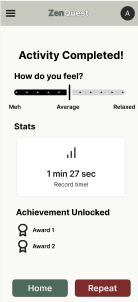 ZenQuest
A
Activity Completed!
How do you feel?
Meh Average Relaxed
Stats
1 min 27 sec
Record time!
Achievement Unlocked
Award 1
Award 2
Home Repeat